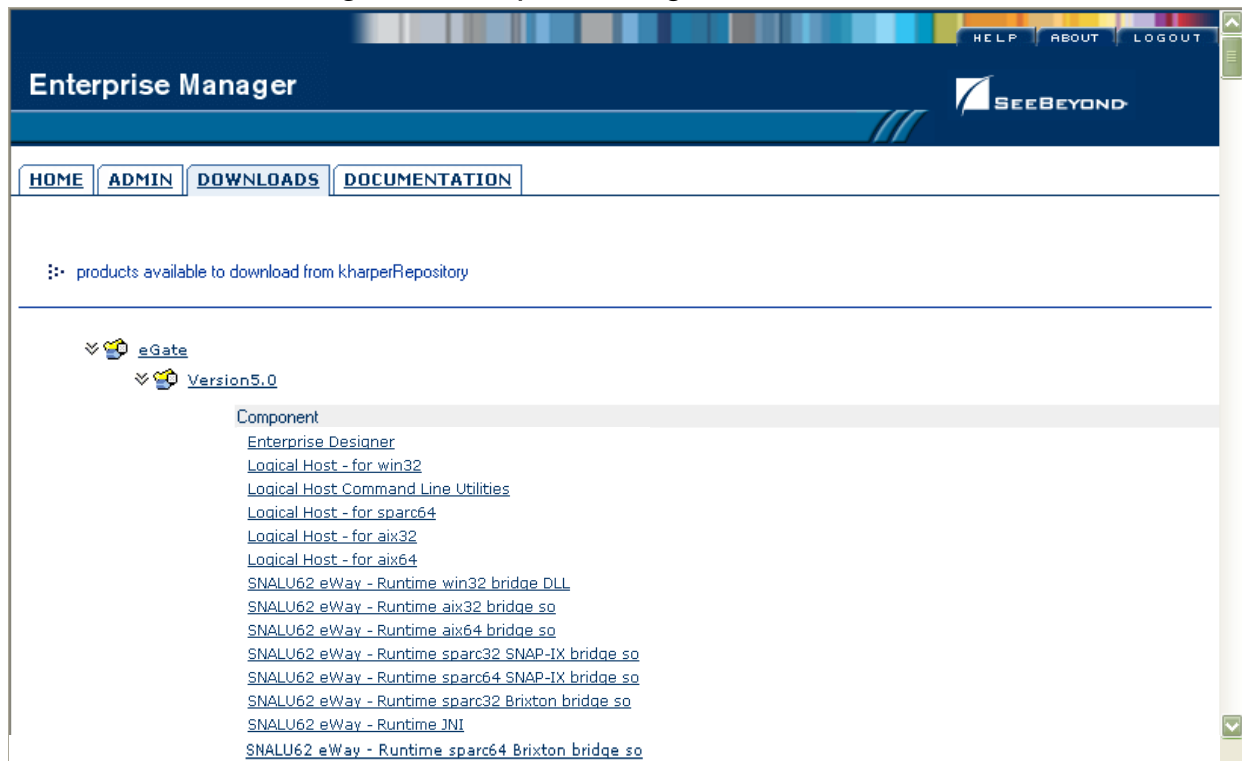 HELP ABOUT LOGOUT
Enterprise Manager
SEEBEYOND
HOME ADMIN DOWNLOADS DOCUMENTATION
products available to download from kharperRepository
eGate
Version5.0
Component
Enterprise Designer
Logical Host - for win32
Logical Host Command Line Utilities
Logical Host - for sparc64
Logical Host - for aix32
Logical Host - for aix64
SNALU62 eWay - Runtime win32 bridge DLL
SNALU62 eWay - Runtime aix32 bridge so
SNALU62 eWay - Runtime aix64 bridge so
SNALU62 eWay - Runtime sparc32 SNAP-IX bridge so
SNALU62 eWay - Runtime sparc64 SNAP-IX bridge so
SNALU62 eWay - Runtime sparc32 Brixton bridge so
SNALU62 eWay - Runtime JNI
SNALU62 eWay - Runtime sparc64 Brixton bridge so